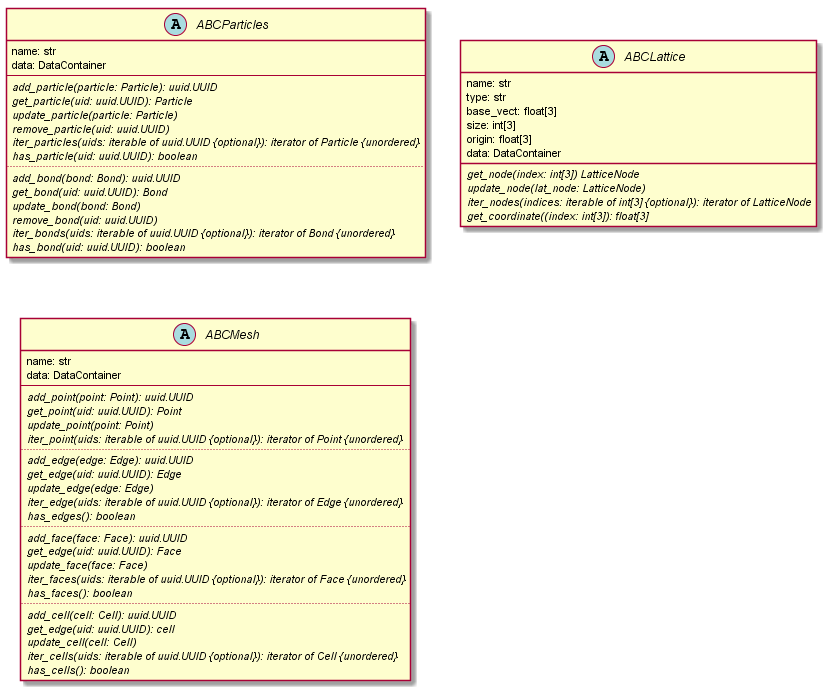 A ABCParticles
name: str
data: DataContainer
add_particle(particle: Particle): uuid.UUID
get_particle(uid: uuid.UUID): Particle
update_particle(particle: Particle)
remove_particle(uid: uuid.UUID)
iter_particles(uids: iterable of uuid.UUID {optional}): iterator of Particle {unordered}
has_particle(uid: uuid.UUID): boolean
add_bond(bond: Bond): uuid.UUID
get_bond(uid: uuid.UUID): Bond
update_bond(bond: Bond)
remove_bond(uid: uuid.UUID)
iter_bonds(uids: iterable of uuid.UUID {optional}): iterator of Bond {unordered}
has_bond(uid: uuid.UUID): boolean
A ABCLattice
name: str
type: str
base_vect: float[3]
size: int[3]
origin: float[3]
data: DataContainer
get_node(index: int[3]) LatticeNode
update_node(lat_node: LatticeNode)
iter_nodes(indices: iterable of int[3] {optional}): iterator of LatticeNode
get_coordinate((index: int[3]): float[3]
A ABCMesh
name: str
data: DataContainer
add_point(point: Point): uuid.UUID
get_point(uid: uuid.UUID): Point
update_point(point: Point)
iter_point(uids: iterable of uuid.UUID {optional}): iterator of Point {unordered}
add_edge(edge: Edge): uuid.UUID
get_edge(uid: uuid.UUID): Edge
update_edge(edge: Edge)
iter_edge(uids: iterable of uuid.UUID {optional}): iterator of Edge {unordered}
has_edges(): boolean
add_face(face: Face): uuid.UUID
get_edge(uid: uuid.UUID): Face
update_face(face: Face)
iter_faces(uids: iterable of uuid.UUID {optional}): iterator of Face {unordered}
has_faces(): boolean
add_cell(cell: Cell): uuid.UUID
get_edge(uid: uuid.UUID): cell
update_cell(cell: Cell)
iter_cells(uids: iterable of uuid.UUID {optional}): iterator of Cell {unordered}
has_cells(): boolean